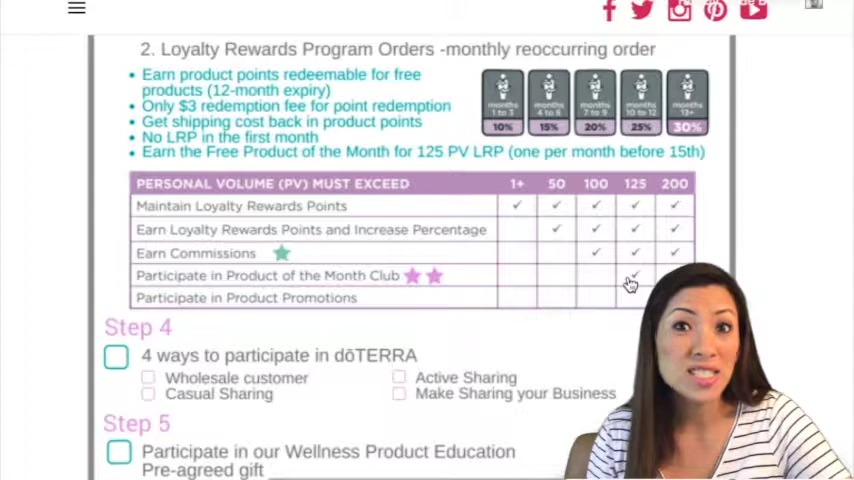 2. Loyalty Rewards Program Orders -monthly reoccurring order
• Earn product points redeemable for free
products (12-month expiry)
• Only $3 redemption fee for point redemption
• Get shipping cost back in product points
• No LRP in the first month
• Earn the Free Product of the Month for 125 PV LRP (one per month before 15th)
months months months months months
1 to 3 4 to 6 7 to 9 10 to 12 13+
10% 15% 20% 25% 30%
PERSONAL VOLUME (PV) MUST EXCEED 1+ 50 100 125 200
Maintain Loyalty Rewards Points ✓ ✓ ✓ ✓ ✓
Earn Loyalty Rewards Points and Increase Percentage ✓ ✓ ✓ ✓
Earn Commissions ✓ ✓ ✓
Participate in Product of the Month Club ✓
Participate in Product Promotions
Step 4
4 ways to participate in dōTERRA
Wholesale customer Active Sharing
Casual Sharing Make Sharing your Business
Step 5
Participate in our Wellness Product Education
Pre-agreed gift